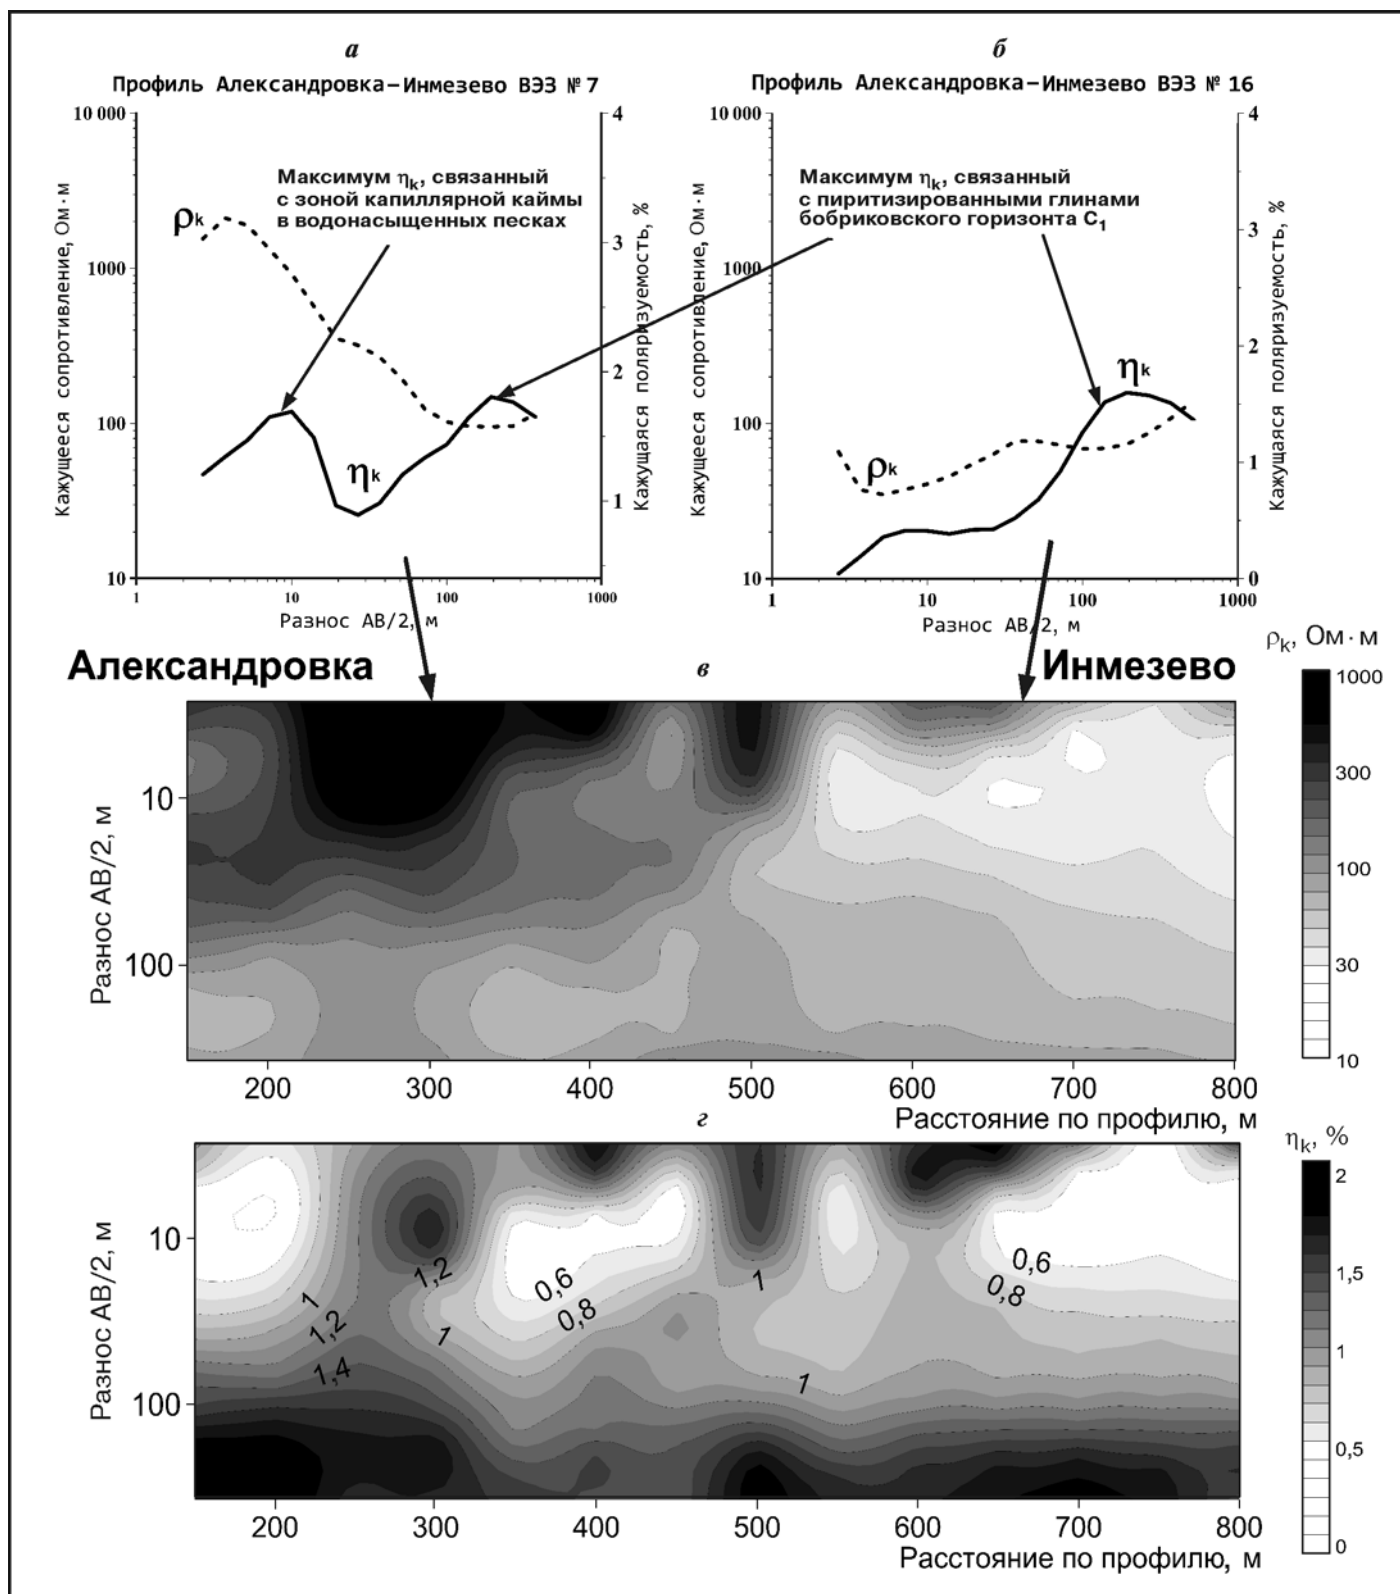 а
Профиль Александровка–Инмезево ВЭЗ № 7
10 000
1000
100
10
4
3
2
1
Кажущееся сопротивление, Ом·м
Кажущаяся поляризуемость, %
Максимум ηk, связанный
с зоной капиллярной каймы
в водонасыщенных песках
ρk
ηk
1
10
100
1000
Разнос АВ/2, м
б
Профиль Александровка–Инмезево ВЭЗ № 16
10 000
1000
100
10
4
3
2
1
0
Кажущееся сопротивление, Ом·м
Кажущаяся поляризуемость, %
Максимум ηk, связанный
с пиритизированными глинами
бобриковского горизонта C1
ηk
ρk
1
10
100
1000
Разнос АВ/2, м
Александровка
в
Инмезево
ρk, Ом·м
1000
300
100
30
10
Разнос АВ/2, м
10
100
200
300
400
500
600
700
800
Расстояние по профилю, м
г
ηk, %
2
1,5
1
0,5
0
Разнос АВ/2, м
10
100
1
1,2
1,4
1,2
1
0,6
0,8
1
1
0,6
0,8
200
300
400
500
600
700
800
Расстояние по профилю, м